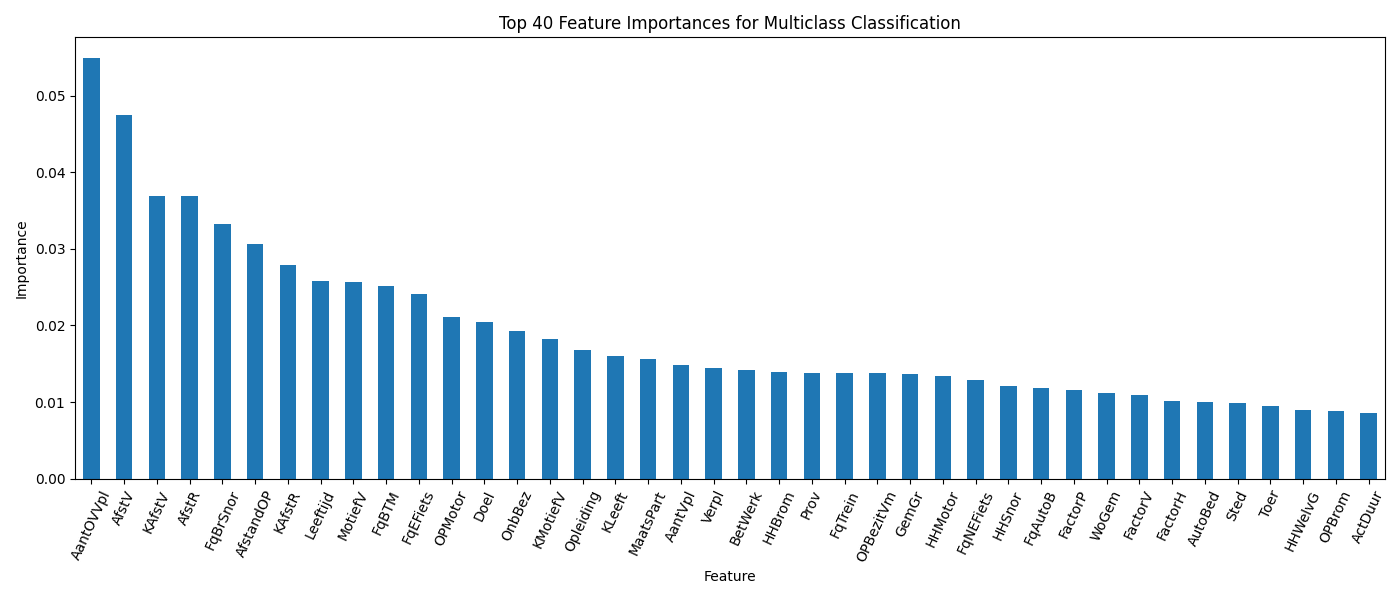 Top 40 Feature Importances for Multiclass Classification
Importance
0.05
0.04
0.03
0.02
0.01
0.00
AantOVVpl
AfstV
KAfstV
AfstR
FqBrSnor
AfstandOP
KAfstR
Leeftijd
MotiefV
FqBTM
FqEFiets
OPMotor
Doel
OnbBez
KMotiefV
Opleiding
KLeeft
MaatsPart
AantVpl
Verpl
BetWerk
HHBrom
Prov
FqTrein
OPBezitVm
GemGr
HHMotor
FqNEFiets
HHSnor
FqAutoB
FactorP
WoGem
FactorV
FactorH
AutoBed
Sted
Toer
HHWelvG
OPBrom
ActDuur
Feature